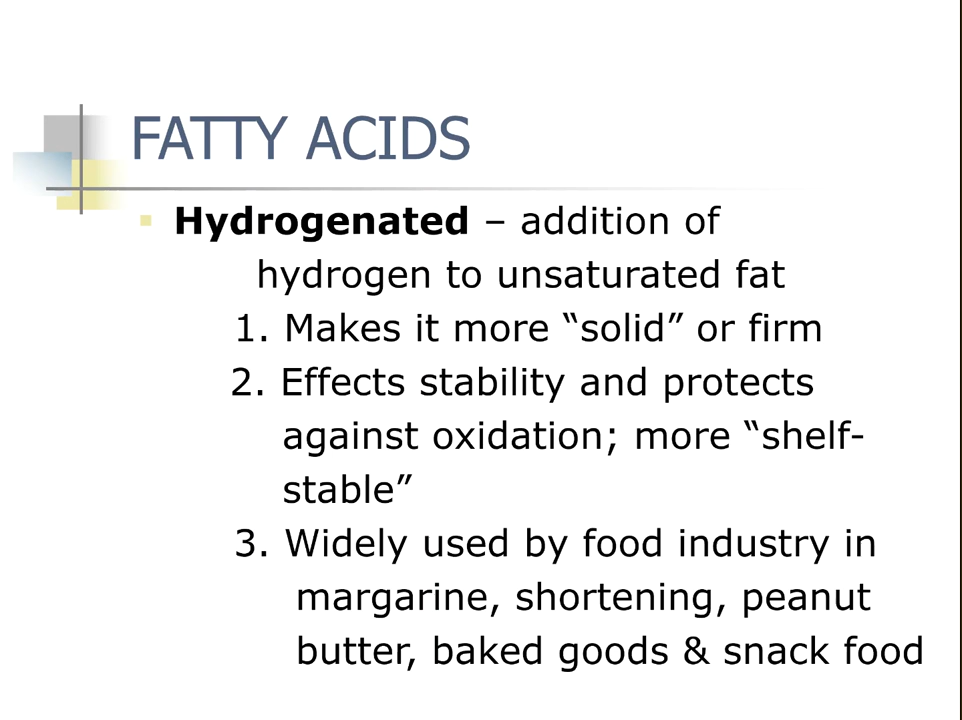 FATTY ACIDS
Hydrogenated – addition of
hydrogen to unsaturated fat
1. Makes it more “solid” or firm
2. Effects stability and protects
against oxidation; more “shelf-
stable”
3. Widely used by food industry in
margarine, shortening, peanut
butter, baked goods & snack food